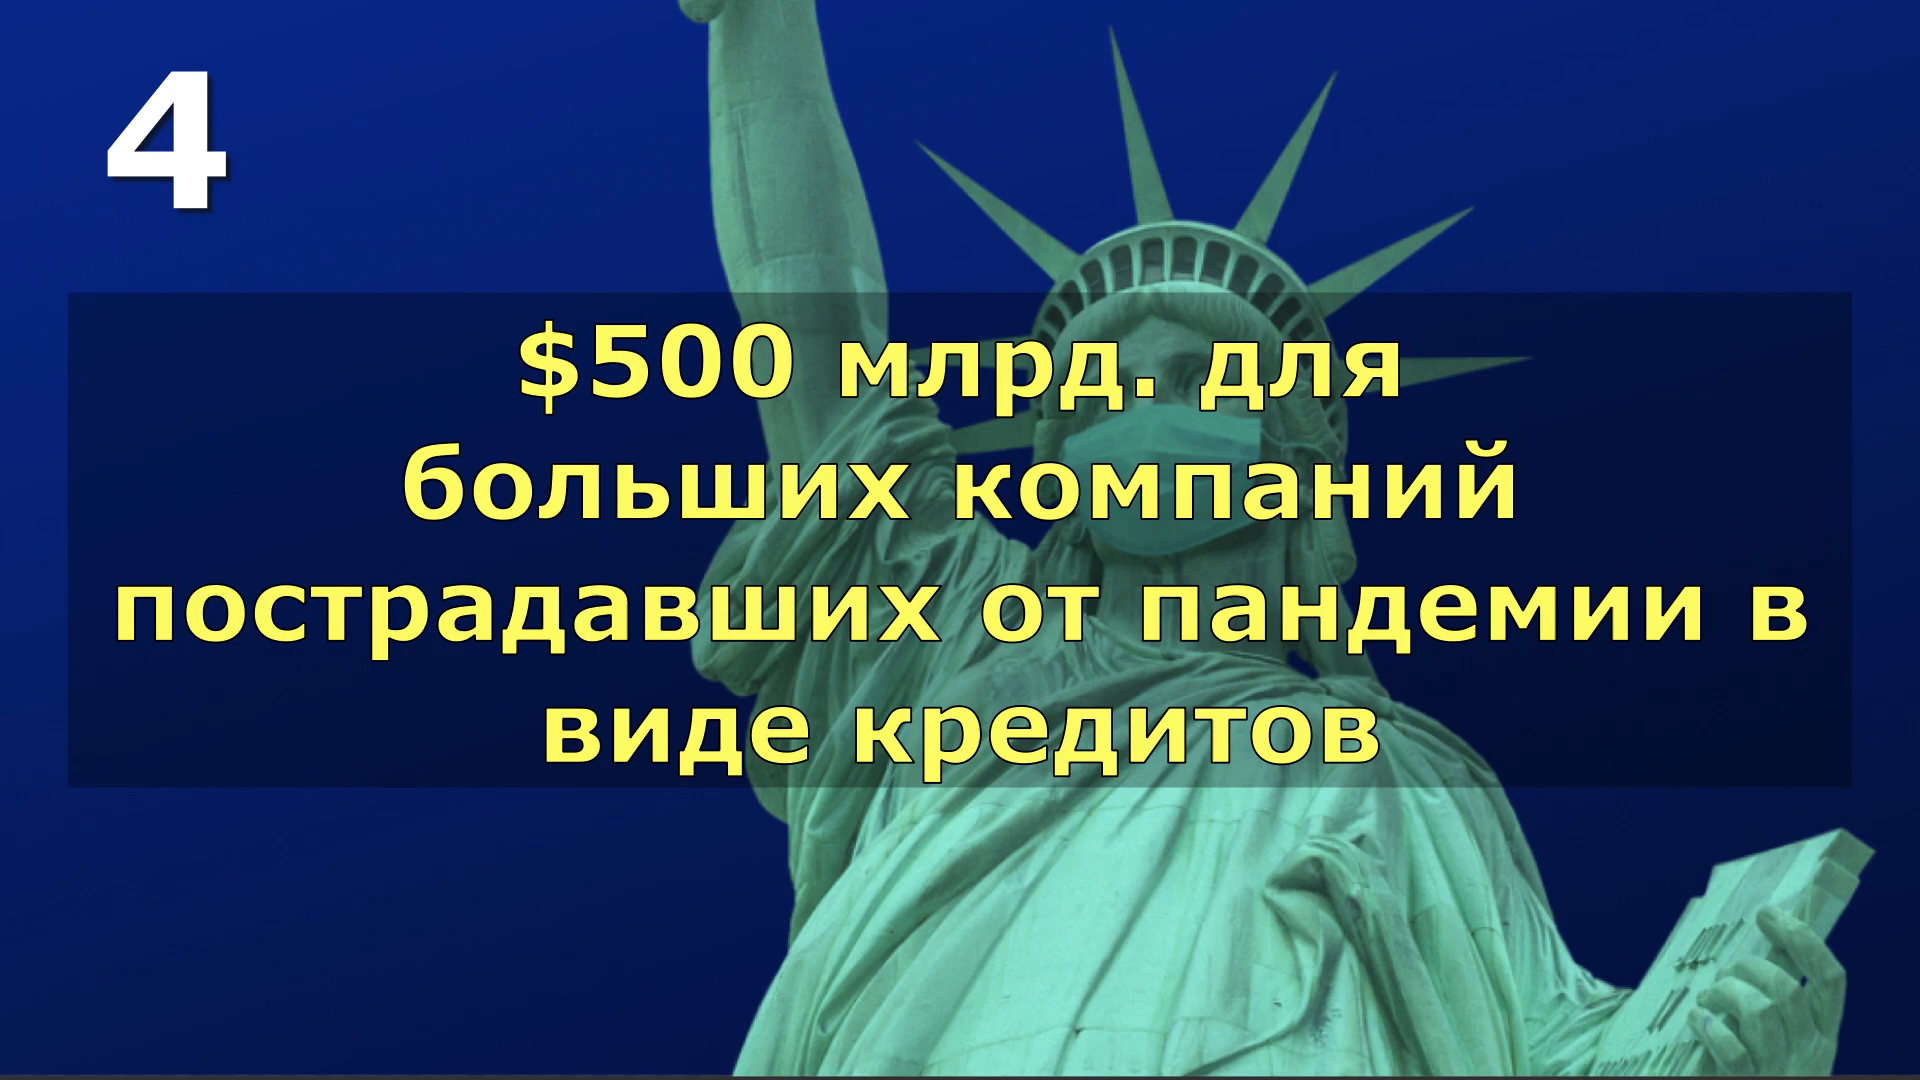 4
$500 млрд. для
больших компаний
пострадавших от пандемии в
виде кредитов